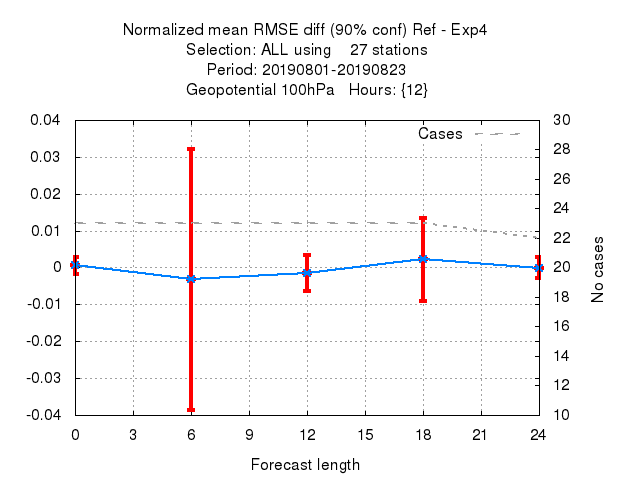 Normalized mean RMSE diff (90% conf) Ref - Exp4
Selection: ALL using    27 stations
Period: 20190801-20190823
Geopotential 100hPa   Hours: {12}
Cases
0.04
0.03
0.02
0.01
0
-0.01
-0.02
-0.03
-0.04
30
28
26
24
22
20
18
16
14
12
10
No cases
0 3 6 9 12 15 18 21 24
Forecast length